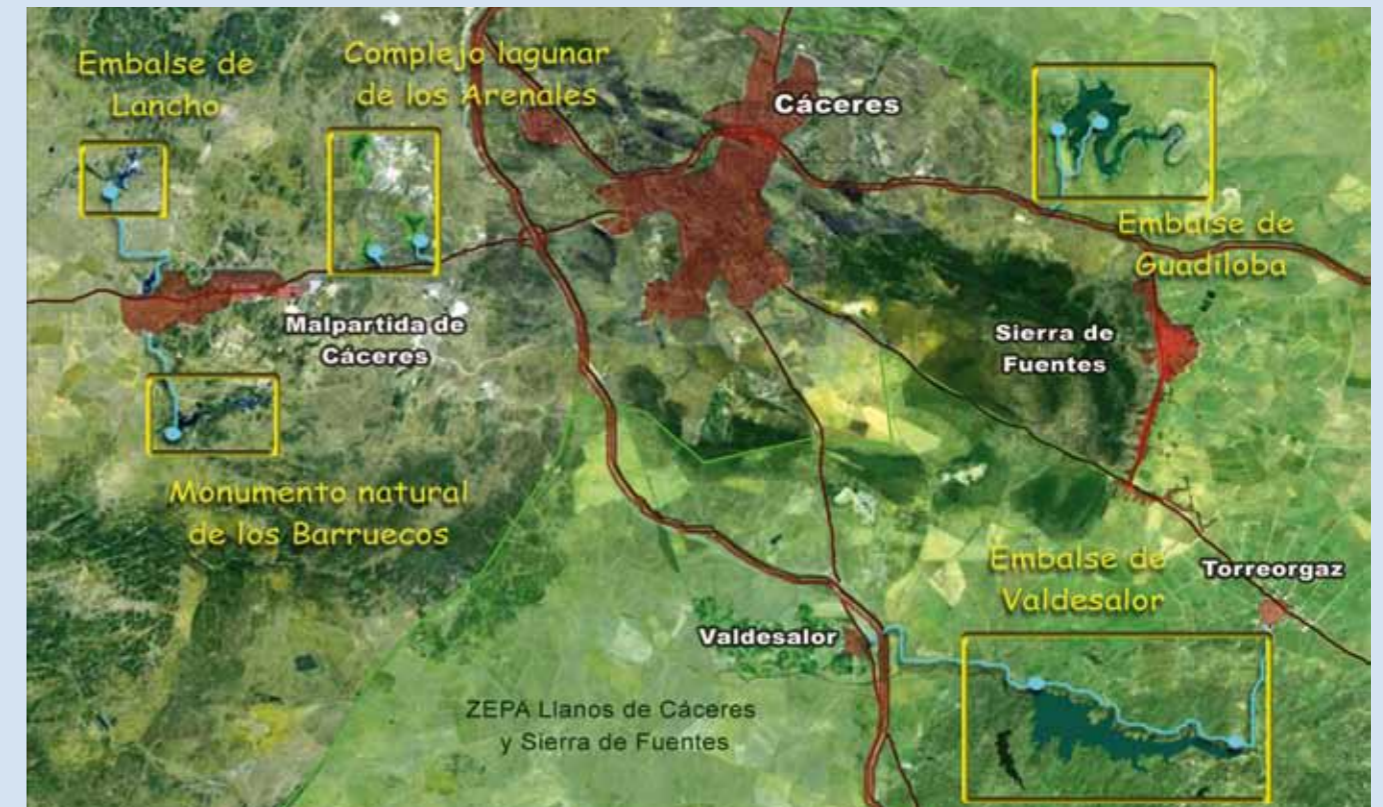 Embalse de
Lancho
Complejo lagunar
de los Arenales
Cáceres
Embalse de
Guadiloba
Malpartida de
Cáceres
Sierra de
Fuentes
Monumento natural
de los Barruecos
Embalse de
Valdesalor
Torreorgaz
Valdesalor
ZEPA Llanos de Cáceres
y Sierra de Fuentes